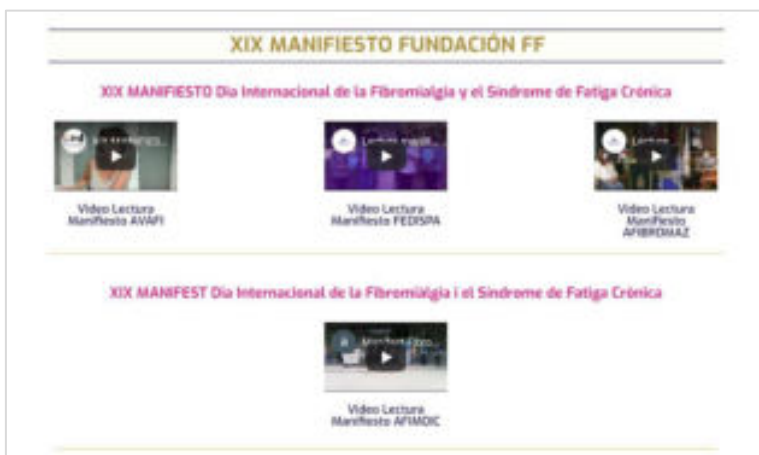 XIX MANIFIESTO FUNDACIÓN FF
XIX MANIFIESTO Dia Internacional de la Fibromialgia y el Síndrome de Fatiga Crónica
Video Lectura
Manifiesto AVAFI
Video Lectura
Manifiesto FEDISPA
Video Lectura
Manifiesto
AFIBROMAZ
XIX MANIFEST Dia Internacional de la Fibromiàlgia i el Síndrome de Fatiga Crònica
Video Lectura
Manifiesto AFIMOIC